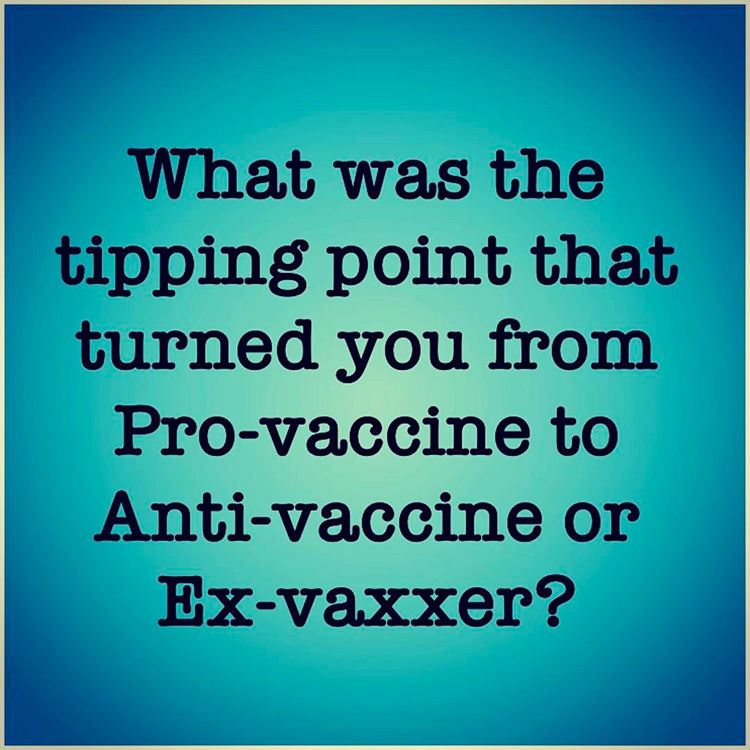 What was the
tipping point that
turned you from
Pro-vaccine to
Anti-vaccine or
Ex-vaxxer?